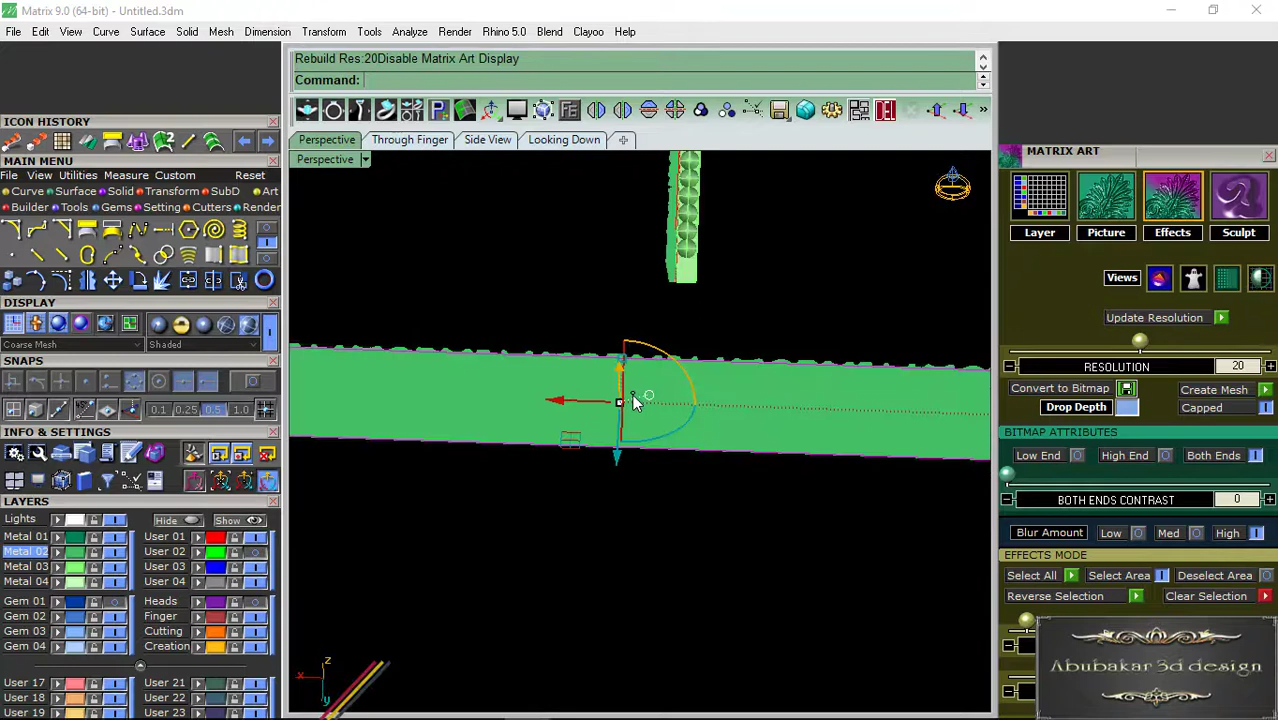 Matrix 9.0 (64-bit) - Untitled.3dm
File Edit View Curve Surface Solid Mesh Dimension Transform Tools Analyze Render Rhino 5.0 Blend Clayoo Help
Rebuild Res:20Disable Matrix Art Display
Command:
ICON HISTORY
MAIN MENU
File View Utilities Measure Custom
Curve Surface Solid Transform SubD Art
Builder Tools Gems Setting Cutters Render
DISPLAY
Coarse Mesh Shaded
SNAPS
0.1 0.25 0.5 1.0
INFO & SETTINGS
LAYERS
Lights Hide Show
Metal 01 User 01
Metal 02 User 02
Metal 03 User 03
Metal 04 User 04
Gem 01 Heads
Gem 02 Finger
Gem 03 Cutting
Gem 04 Creation
User 17 User 21
User 18 User 22
User 19 User 23
Perspective Through Finger Side View Looking Down
Perspective
z
x
y
MATRIX ART
Layer Picture Effects Sculpt
Views
Update Resolution
RESOLUTION 20
Convert to Bitmap Create Mesh
Drop Depth Capped
BITMAP ATTRIBUTES
Low End High End Both Ends
BOTH ENDS CONTRAST 0
Blur Amount Low Med High
EFFECTS MODE
Select All Select Area Deselect Area
Reverse Selection Clear Selection
Abubakar 3d design